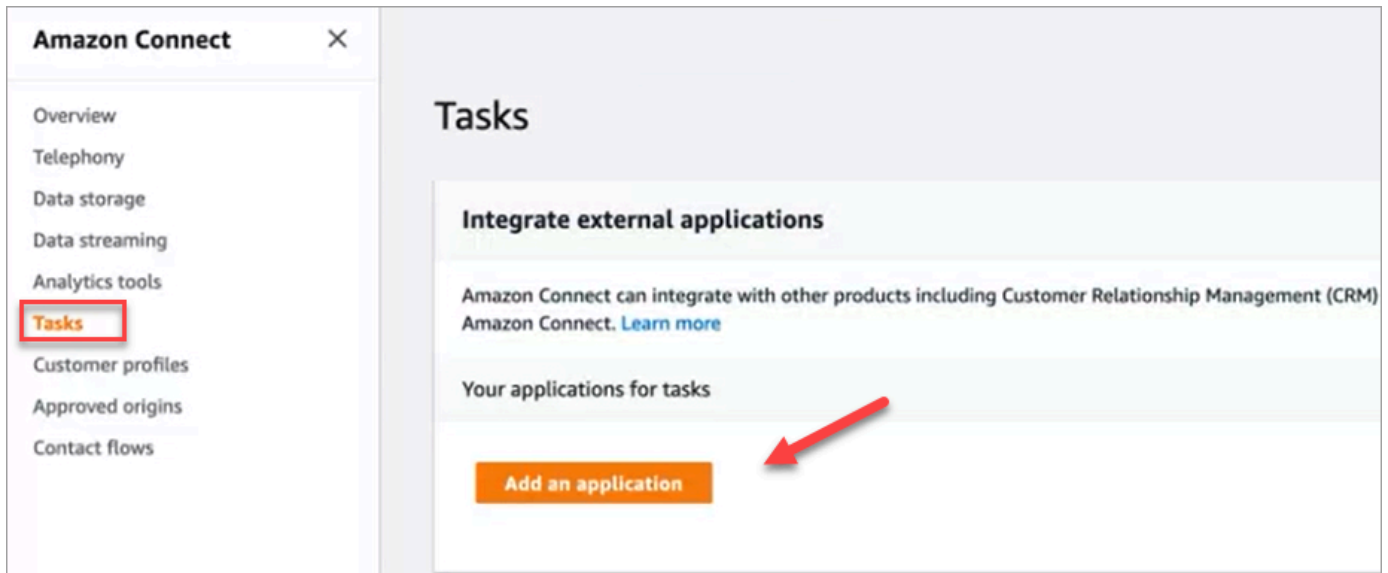 Amazon Connect
Overview
Telephony
Data storage
Data streaming
Analytics tools
Tasks
Customer profiles
Approved origins
Contact flows
Tasks
Integrate external applications
Amazon Connect can integrate with other products including Customer Relationship Management (CRM)
Amazon Connect. Learn more
Your applications for tasks
Add an application